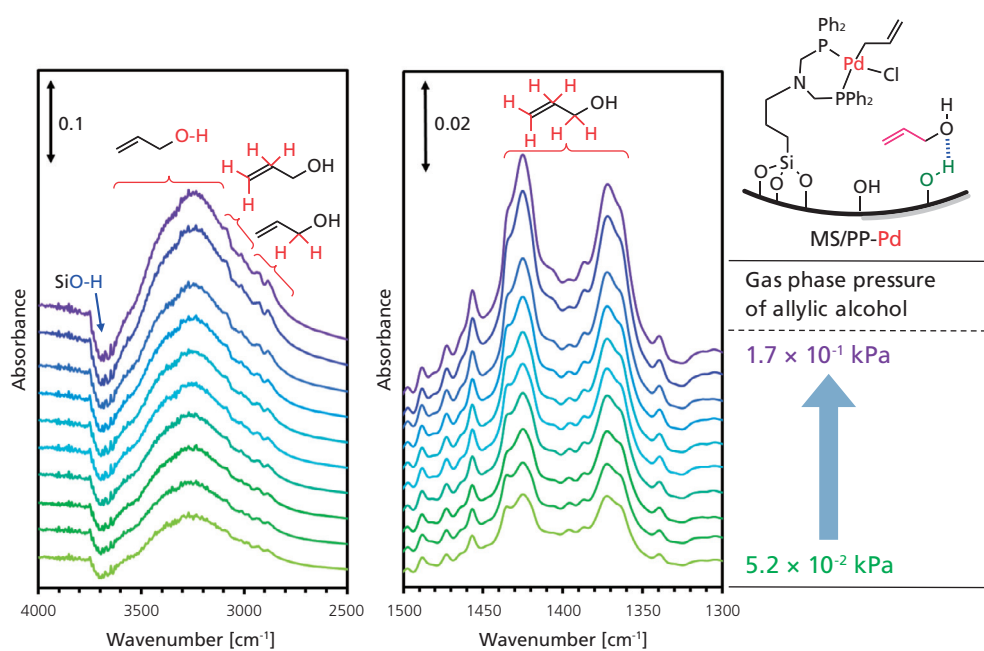 0.1
O-H
H H
H
OH
OH
H H
SiO-H
Absorbance
4000 3500 3000 2500
Wavenumber [cm-1]
0.02
H H
H
OH
H H H
Absorbance
1500 1450 1400 1350 1300
Wavenumber [cm-1]
Ph2
P
Pd
Cl
N
PPh2
H
O
H
O
Si
O O O
OH
MS/PP-Pd
Gas phase pressure
of allylic alcohol
1.7 × 10-1 kPa
5.2 × 10-2 kPa